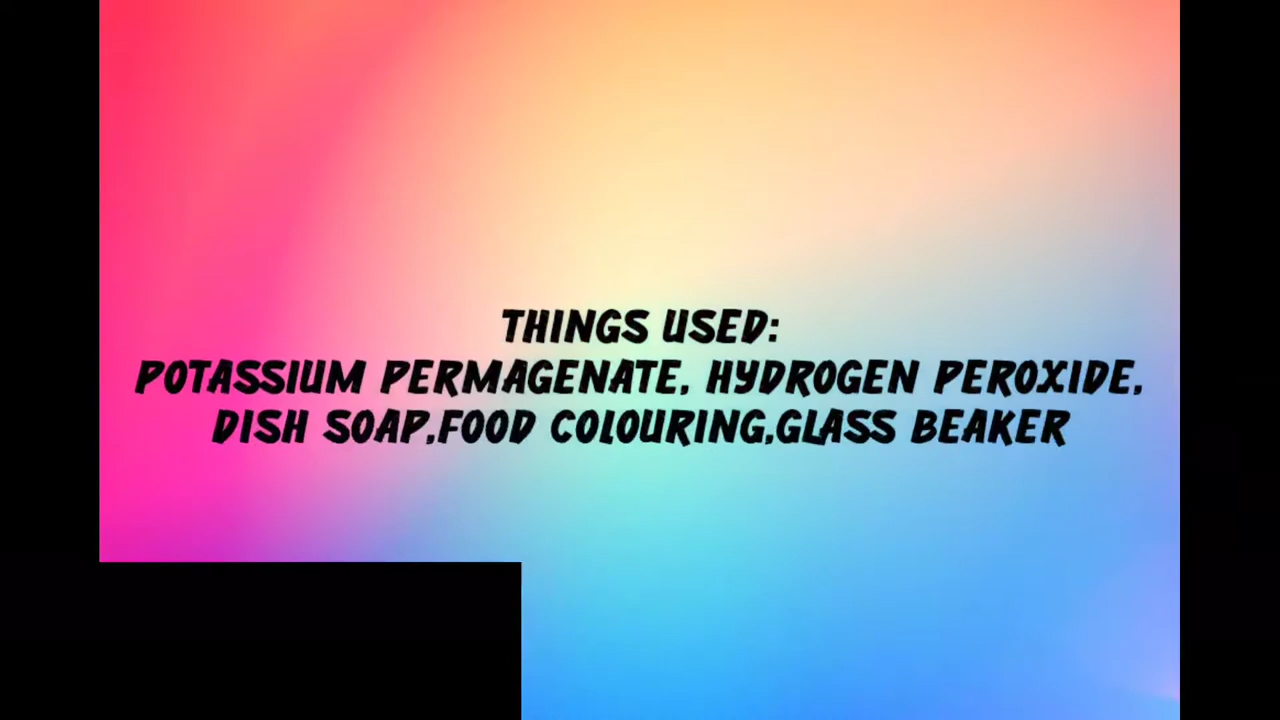 THINGS USED:
POTASSIUM PERMAGENATE, HYDROGEN PEROXIDE,
DISH SOAP,FOOD COLOURING,GLASS BEAKER